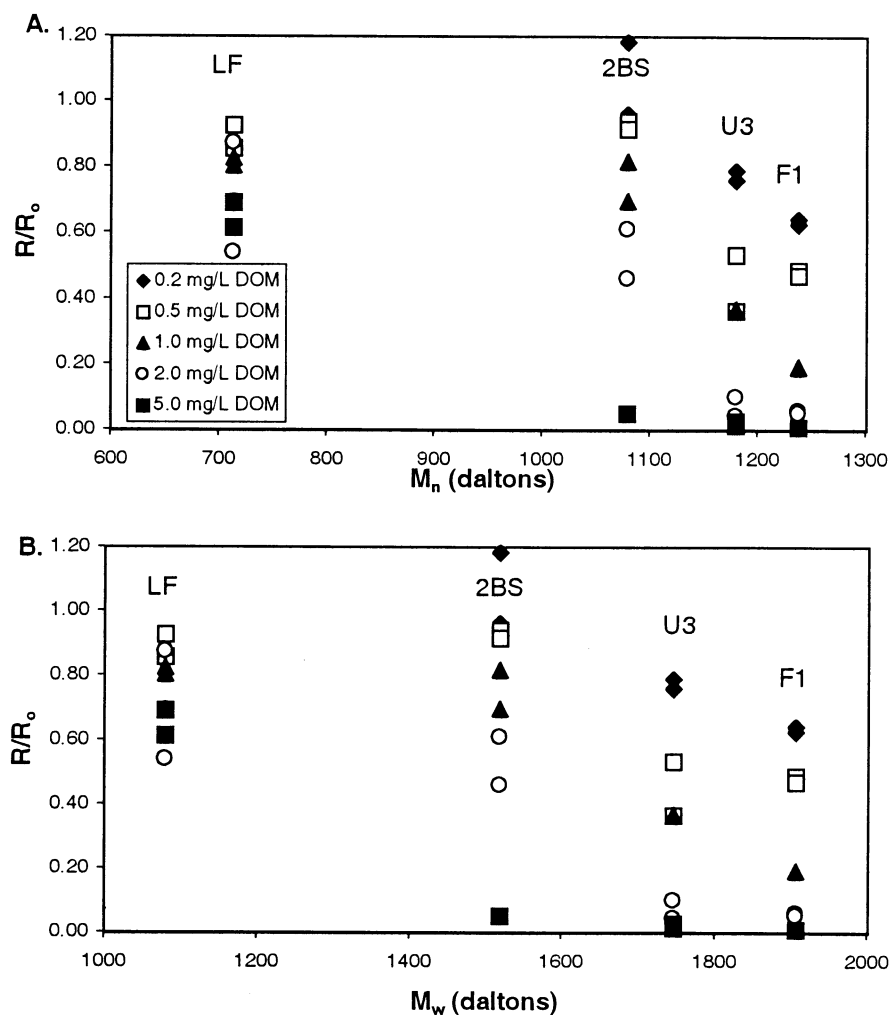 A.
1.20
1.00
0.80
0.60
0.40
0.20
0.00
R/Ro
LF
2BS
U3
F1
0.2 mg/L DOM
0.5 mg/L DOM
1.0 mg/L DOM
2.0 mg/L DOM
5.0 mg/L DOM
600 700 800 900 1000 1100 1200 1300
Mn (daltons)
B.
1.20
1.00
0.80
0.60
0.40
0.20
0.00
R/Ro
LF
2BS
U3
F1
1000 1200 1400 1600 1800 2000
Mw (daltons)